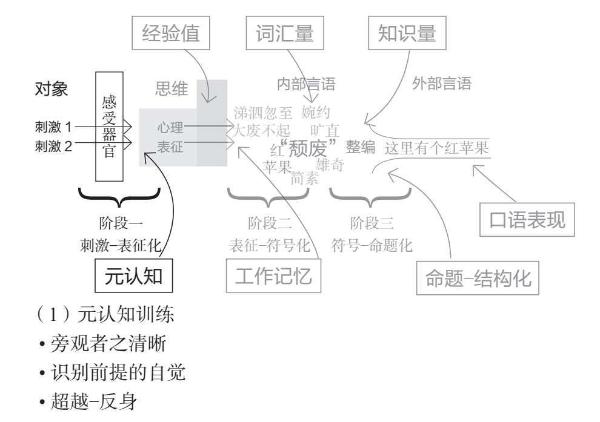 经验值 词汇量 知识量
对象 思维 内部言语 外部言语
感受器官
涕泗忽至 婉约
刺激 1 心理 大废不起 旷直
刺激 2 表征 红 “颓废” 整编 这里有个红苹果
苹果 雄奇
简素
阶段一 阶段二 阶段三
口语表现
刺激–表征化 表征–符号化 符号–命题化
元认知 工作记忆 命题–结构化
（1）元认知训练
•旁观者之清晰
•识别前提的自觉
•超越–反身